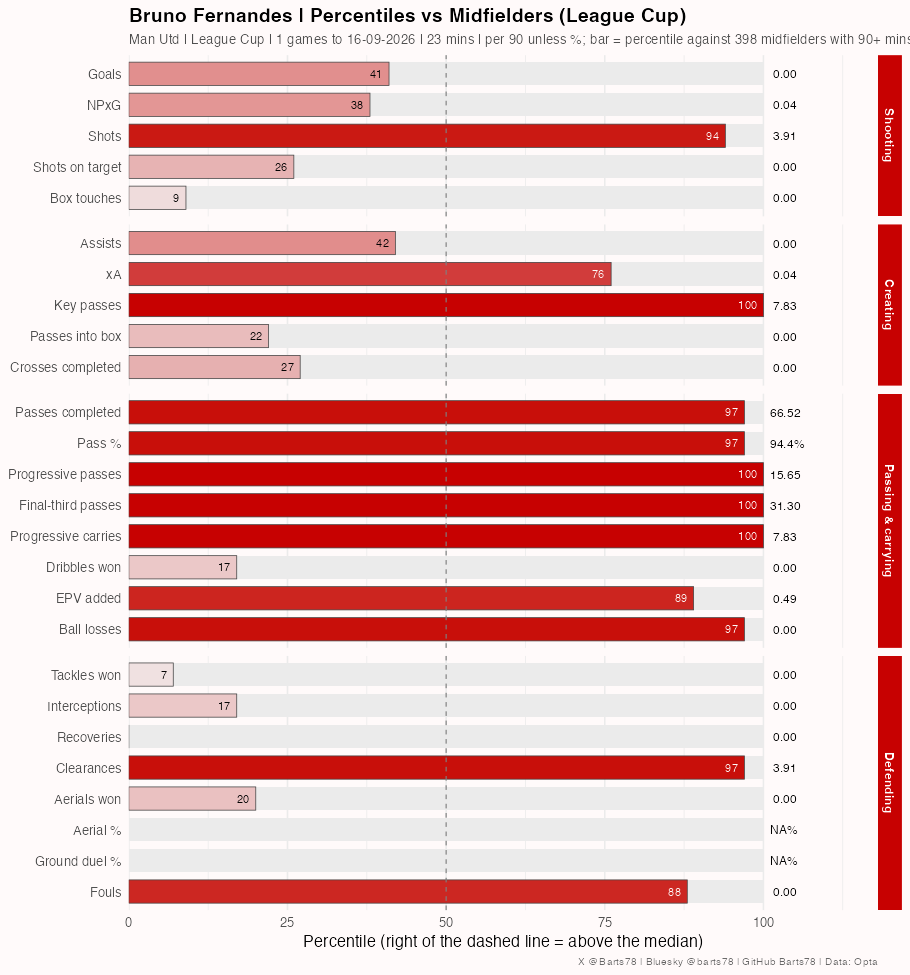 Bruno Fernandes | Percentiles vs Midfielders (League Cup)
Man Utd | League Cup | 1 games to 16-09-2026 | 23 mins | per 90 unless %; bar = percentile against 398 midfielders with 90+ mins
Shooting
Goals 41 0.00
NPxG 38 0.04
Shots 94 3.91
Shots on target 26 0.00
Box touches 9 0.00
Creating
Assists 42 0.00
xA 76 0.04
Key passes 100 7.83
Passes into box 22 0.00
Crosses completed 27 0.00
Passing & carrying
Passes completed 97 66.52
Pass % 97 94.4%
Progressive passes 100 15.65
Final-third passes 100 31.30
Progressive carries 100 7.83
Dribbles won 17 0.00
EPV added 89 0.49
Ball losses 97 0.00
Defending
Tackles won 7 0.00
Interceptions 17 0.00
Recoveries 0.00
Clearances 97 3.91
Aerials won 20 0.00
Aerial % NA%
Ground duel % NA%
Fouls 88 0.00
0 25 50 75 100
Percentile (right of the dashed line = above the median)
X @Barts78 | Bluesky @barts78 | GitHub Barts78 | Data: Opta